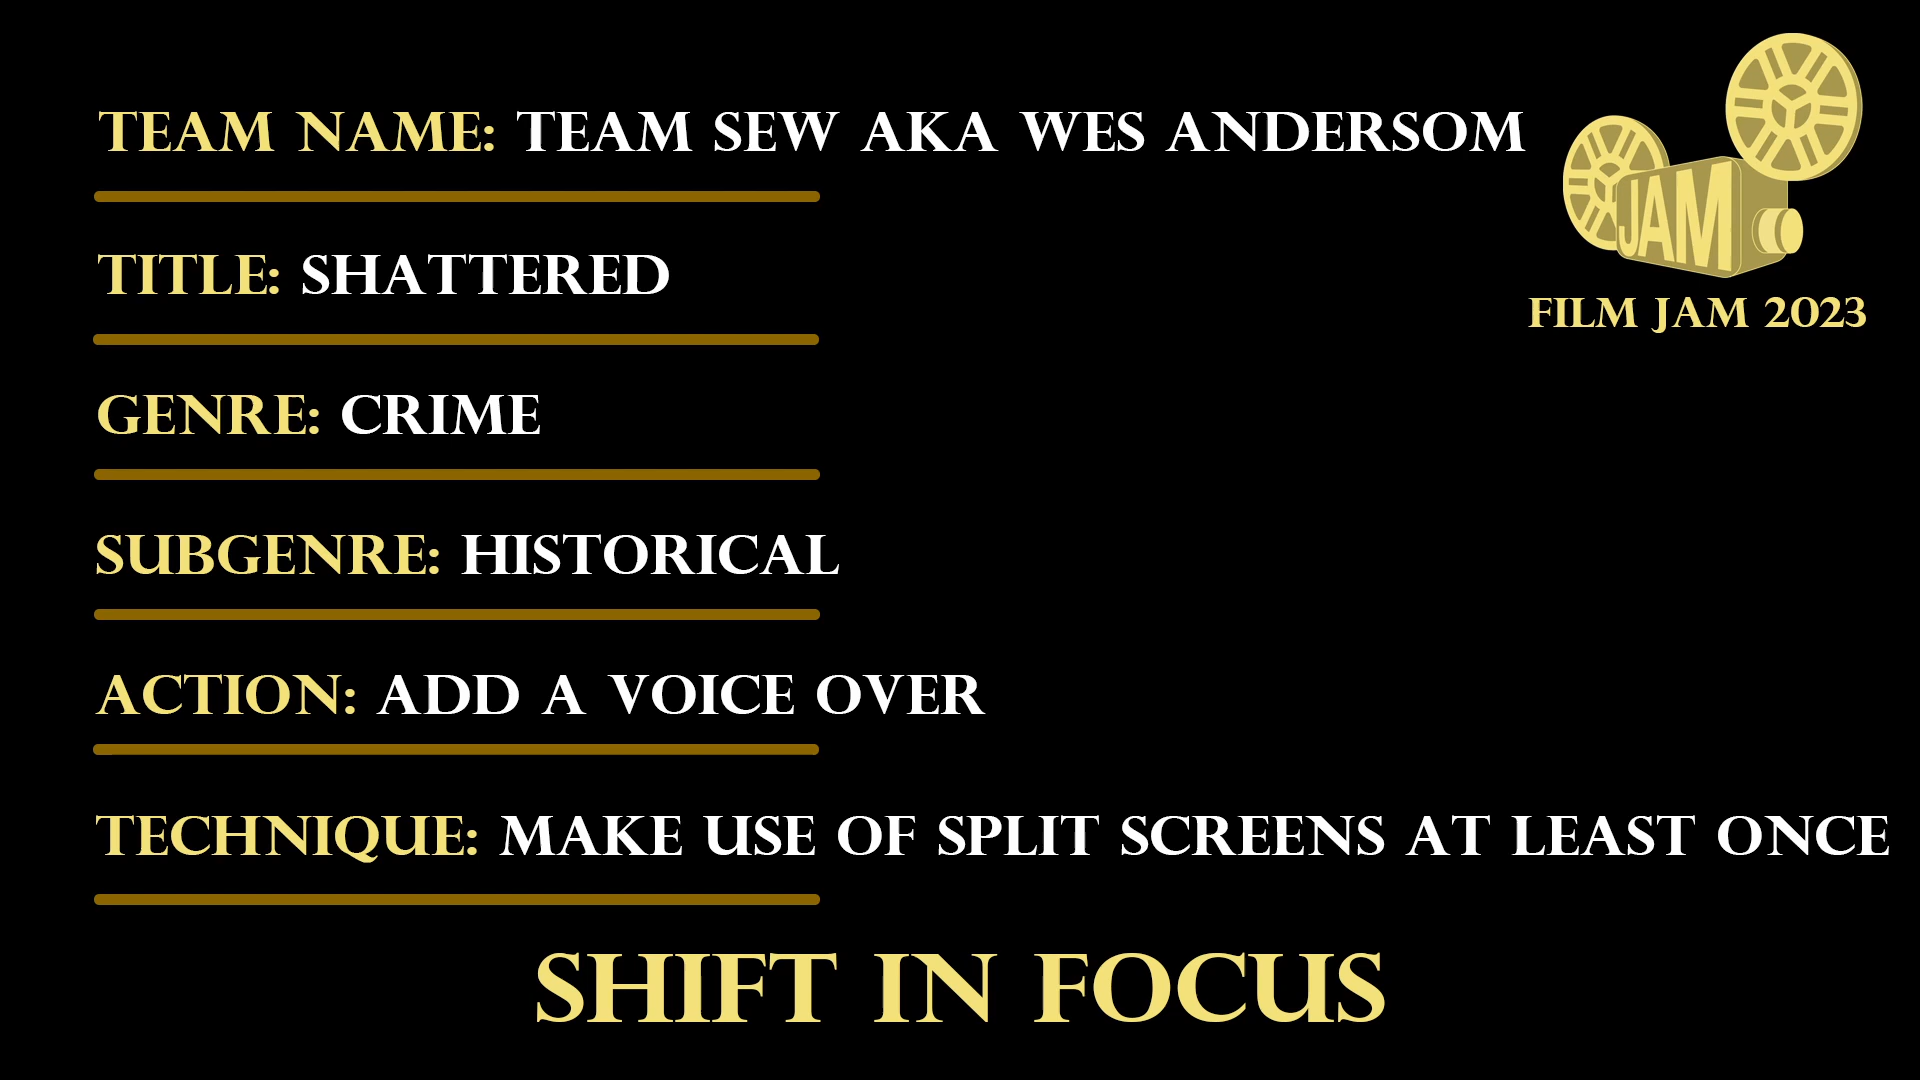 TEAM NAME: TEAM SEW AKA WES ANDERSOM
JAM
FILM JAM 2023
TITLE: SHATTERED
GENRE: CRIME
SUBGENRE: HISTORICAL
ACTION: ADD A VOICE OVER
TECHNIQUE: MAKE USE OF SPLIT SCREENS AT LEAST ONCE
SHIFT IN FOCUS